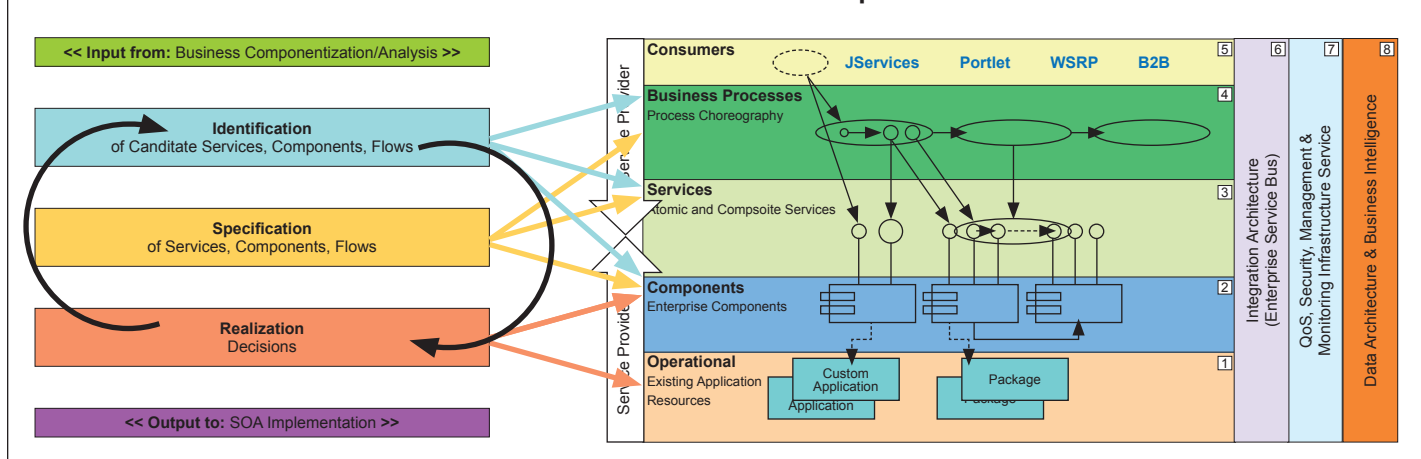 << Input from: Business Componentization/Analysis >>
Identification
of Canditate Services, Components, Flows
Specification
of Services, Components, Flows
Realization
Decisions
<< Output to: SOA Implementation >>
Service Provider
Service Provider
Consumers
5
JServices
Portlet
WSRP
B2B
Business Processes
4
Process Choreography
Services
3
Atomic and Compsoite Services
Components
2
Enterprise Components
Operational
1
Existing Application
Resources
Custom
Application
Application
Package
Package
6
Integration Architecture
(Enterprise Service Bus)
7
QoS, Security, Management &
Monitoring Infrastructure Service
8
Data Architecture & Business Intelligence